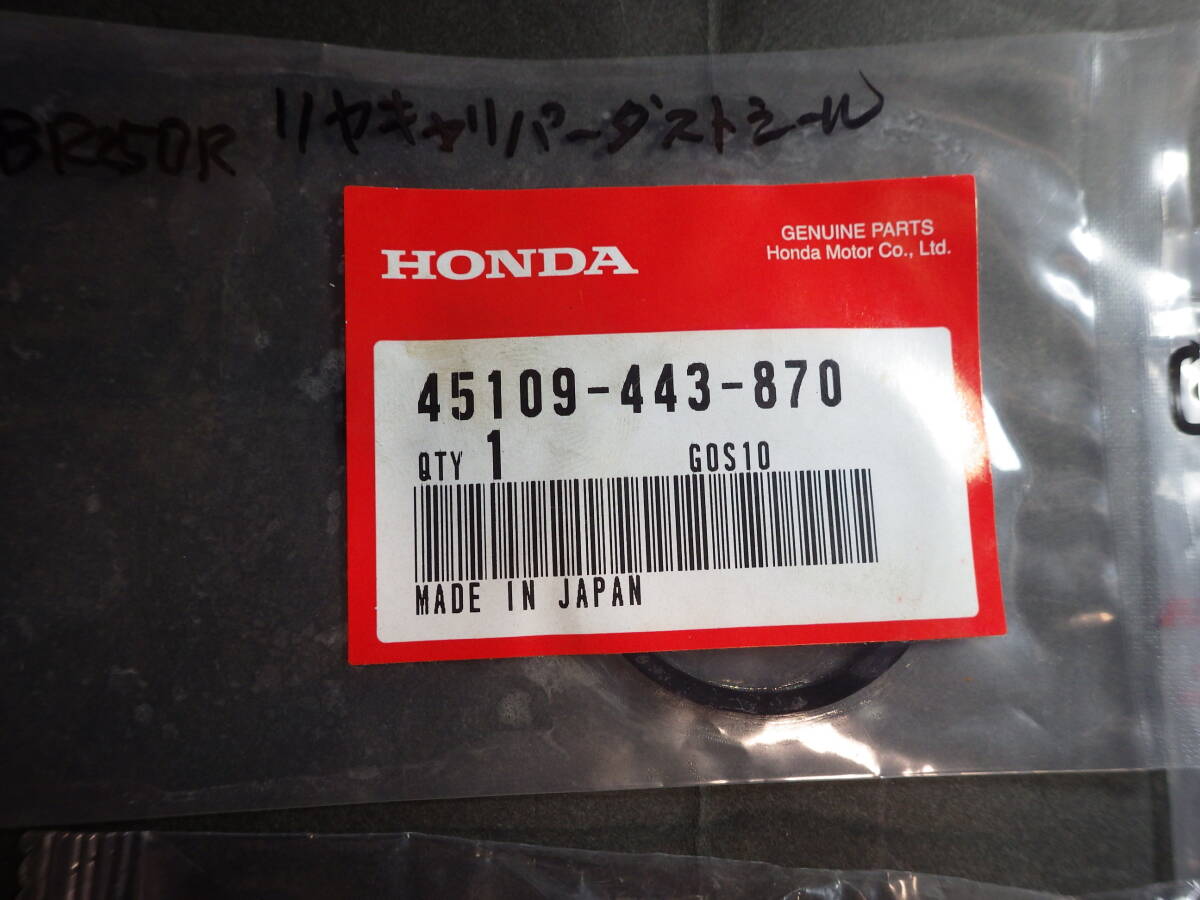 BR250R リヤキャリパーダストシール
HONDA
GENUINE PARTS
Honda Motor Co., Ltd.
45109-443-870
QTY 1 G0S10
MADE IN JAPAN